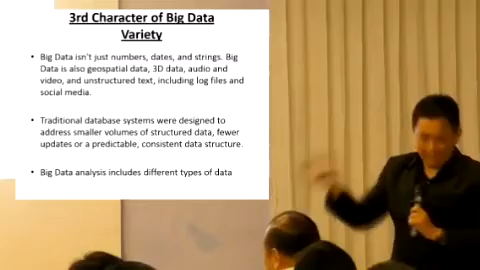 3rd Character of Big Data
Variety
• Big Data isn't just numbers, dates, and strings. Big
Data is also geospatial data, 3D data, audio and
video, and unstructured text, including log files and
social media.
• Traditional database systems were designed to
address smaller volumes of structured data, fewer
updates or a predictable, consistent data structure.
• Big Data analysis includes different types of data